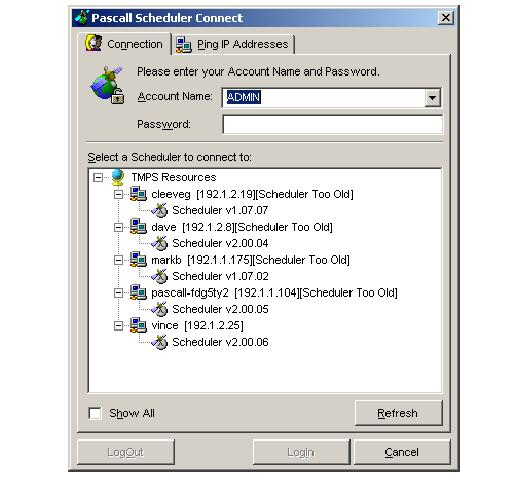 Pascall Scheduler Connect
Connection
Ping IP Addresses
Please enter your Account Name and Password.
Account Name:
ADMIN
Password:
Select a Scheduler to connect to:
TMPS Resources
cleeveg [192.1.2.19][Scheduler Too Old]
Scheduler v1.07.07
dave [192.1.2.8][Scheduler Too Old]
Scheduler v2.00.04
markb [192.1.1.175][Scheduler Too Old]
Scheduler v1.07.02
pascall-fdg5ty2 [192.1.1.104][Scheduler Too Old]
Scheduler v2.00.05
vince [192.1.2.25]
Scheduler v2.00.06
Show All
Refresh
LogOut
LogIn
Cancel